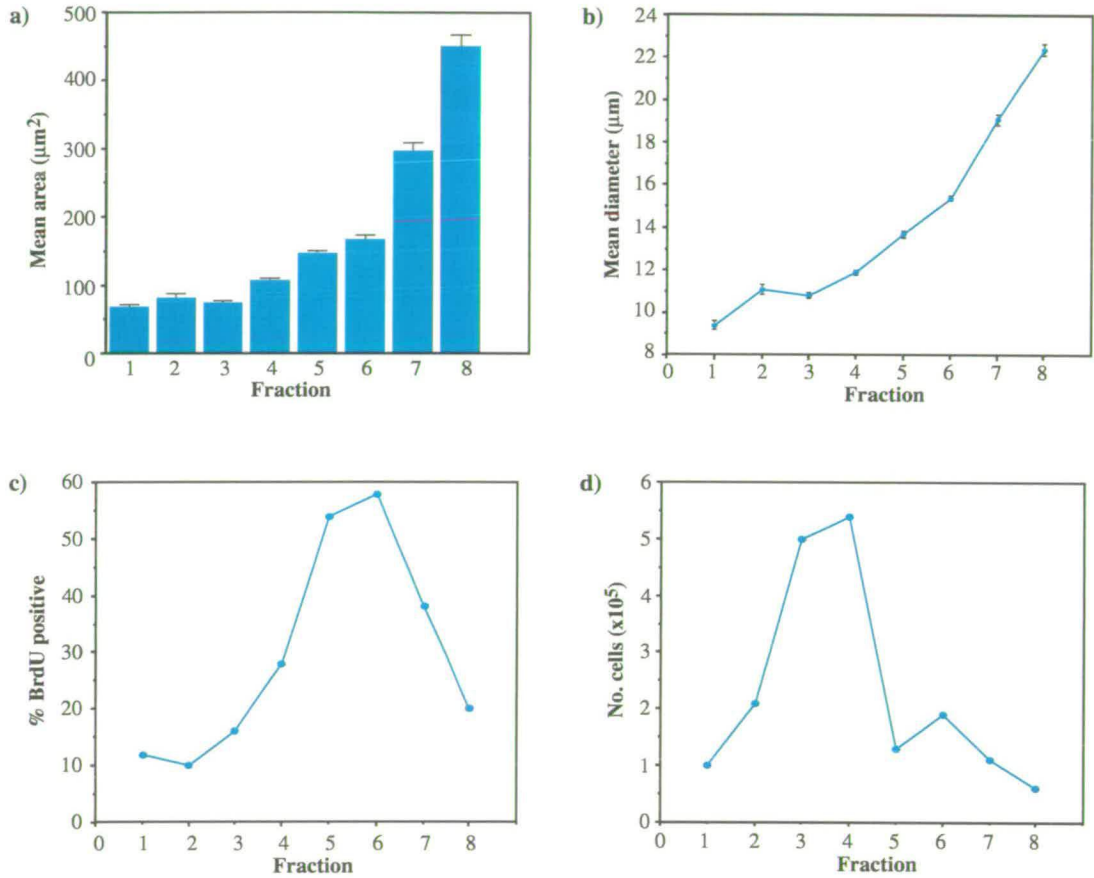 a)
Mean area (μm²)
500
400
300
200
100
0
1 2 3 4 5 6 7 8
Fraction
b)
Mean diameter (μm)
24
22
20
18
16
14
12
10
8
0 1 2 3 4 5 6 7 8
Fraction
c)
% BrdU positive
60
50
40
30
20
10
0
0 1 2 3 4 5 6 7 8
Fraction
d)
No. cells (x10⁵)
6
5
4
3
2
1
0
0 1 2 3 4 5 6 7 8
Fraction